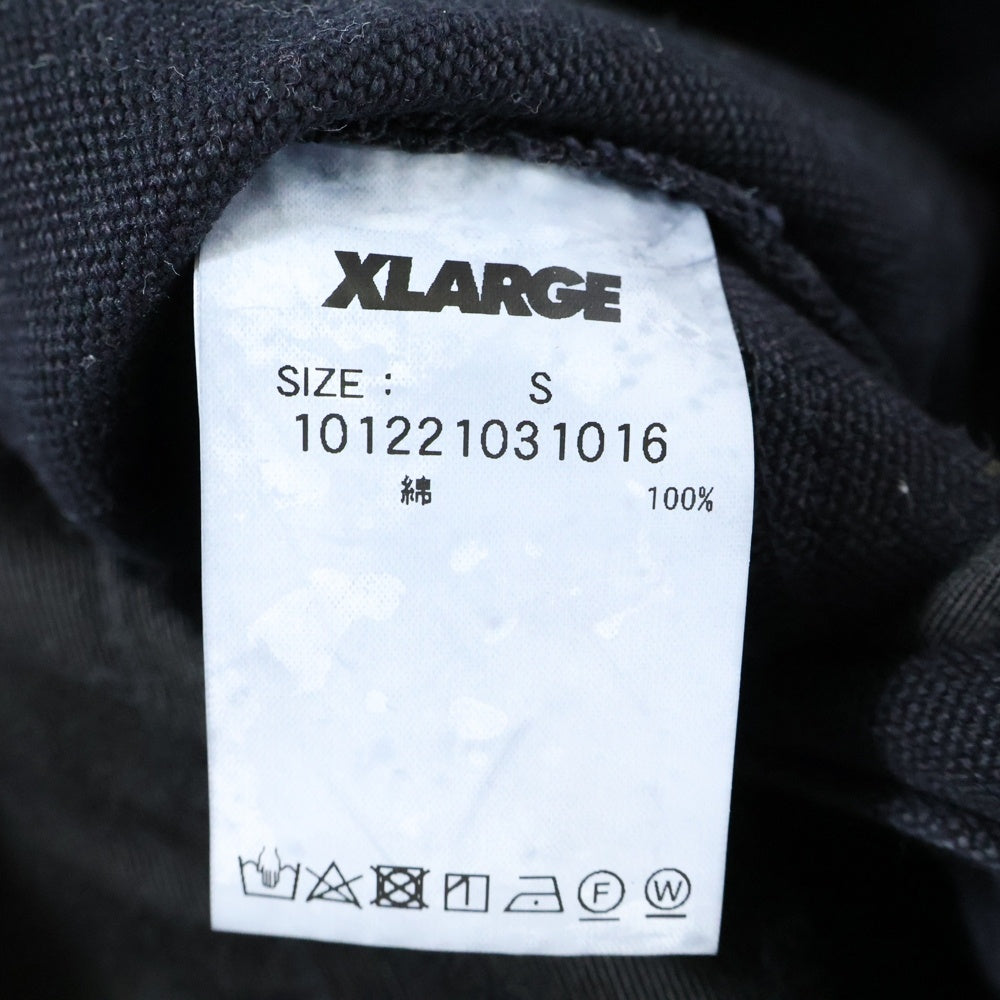 XLARGE
SIZE : S
101221031016
綿 100%
F W